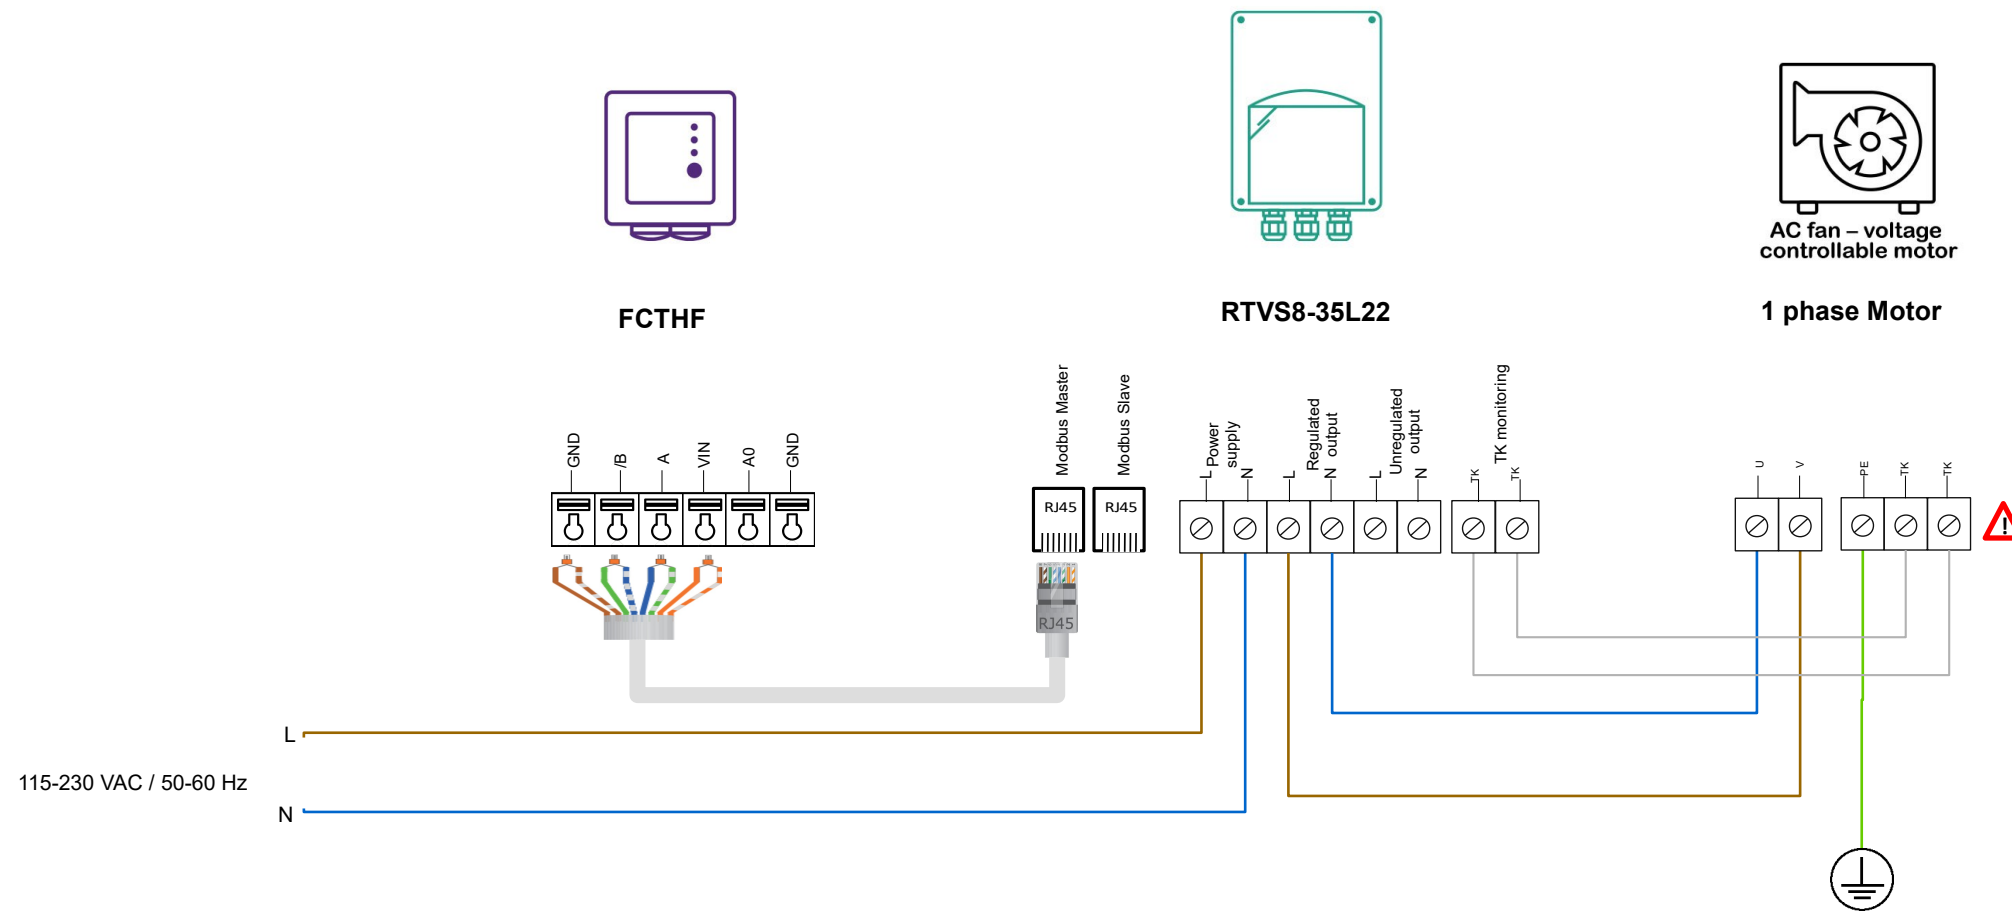 AC fan – voltage
controllable motor
FCTHF
RTVS8-35L22
1 phase Motor
GND
/B
A
VIN
A0
GND
Modbus Master
Modbus Slave
RJ45
RJ45
L
Power
supply
N
L
Regulated
output
N
L
Unregulated
output
N
TK
TK monitoring
TK
U
V
PE
TK
TK
!
RJ45
L
115-230 VAC / 50-60 Hz
N